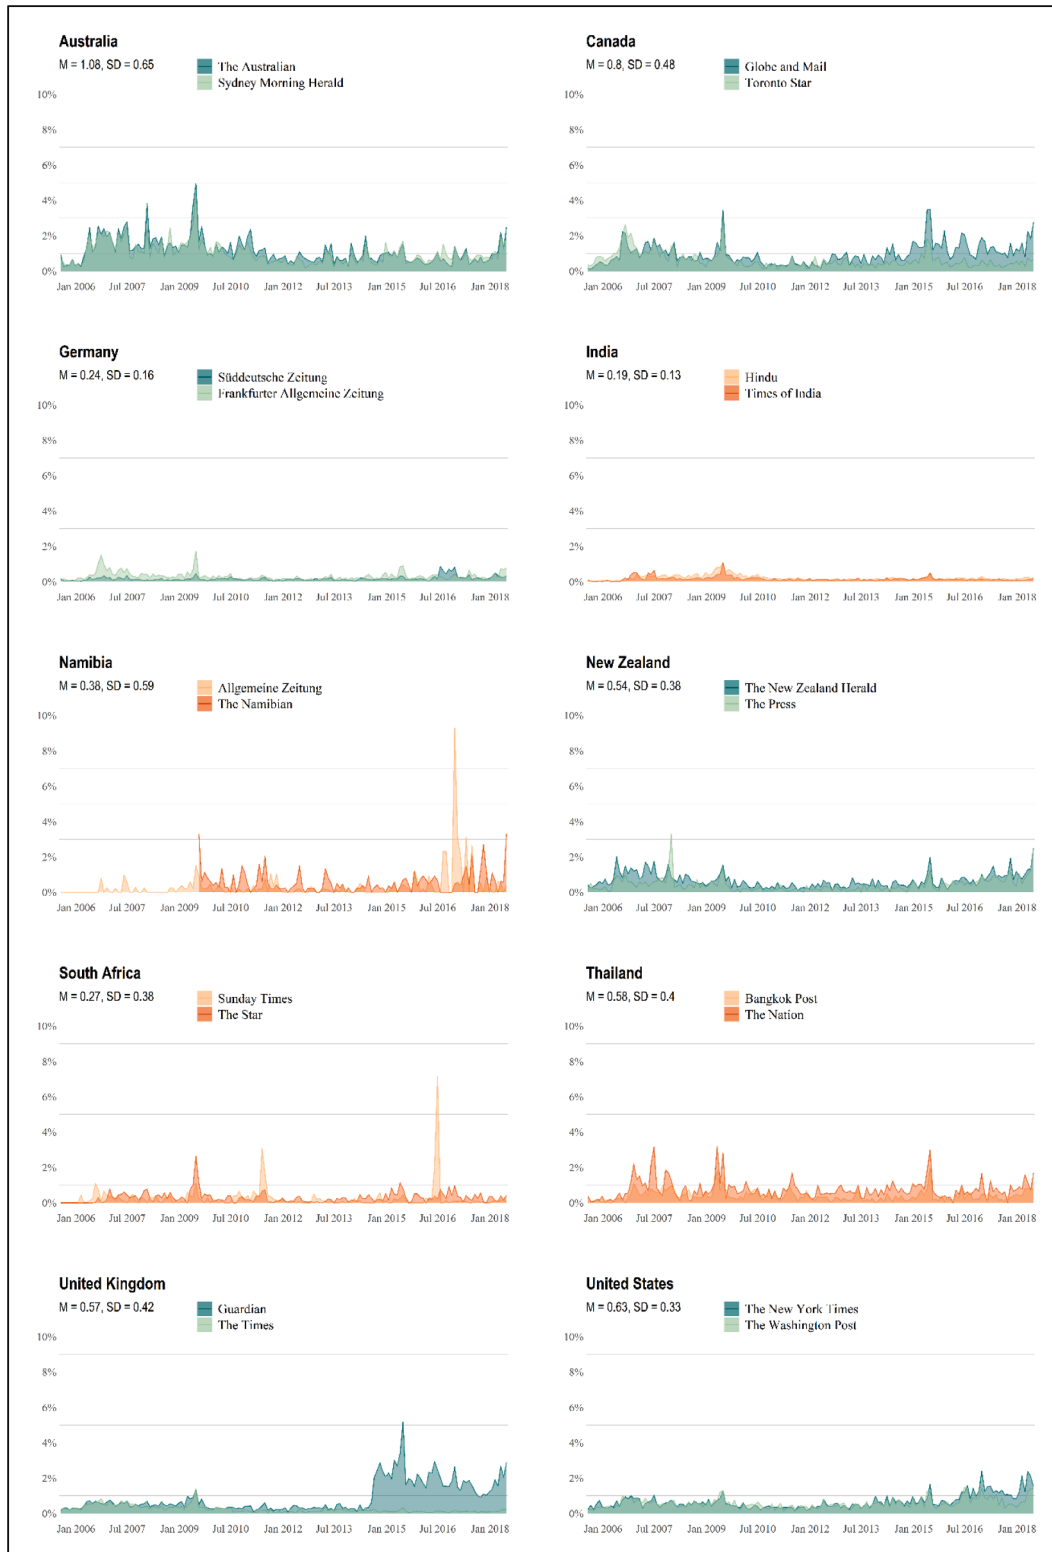 Australia
M = 1.08, SD = 0.65
The Australian
Sydney Morning Herald
10%
8%
6%
4%
2%
0%
Jan 2006 Jul 2007 Jan 2009 Jul 2010 Jan 2012 Jul 2013 Jan 2015 Jul 2016 Jan 2018
Canada
M = 0.8, SD = 0.48
Globe and Mail
Toronto Star
10%
8%
6%
4%
2%
0%
Jan 2006 Jul 2007 Jan 2009 Jul 2010 Jan 2012 Jul 2013 Jan 2015 Jul 2016 Jan 2018
Germany
M = 0.24, SD = 0.16
Süddeutsche Zeitung
Frankfurter Allgemeine Zeitung
10%
8%
6%
4%
2%
0%
Jan 2006 Jul 2007 Jan 2009 Jul 2010 Jan 2012 Jul 2013 Jan 2015 Jul 2016 Jan 2018
India
M = 0.19, SD = 0.13
Hindu
Times of India
10%
8%
6%
4%
2%
0%
Jan 2006 Jul 2007 Jan 2009 Jul 2010 Jan 2012 Jul 2013 Jan 2015 Jul 2016 Jan 2018
Namibia
M = 0.38, SD = 0.59
Allgemeine Zeitung
The Namibian
10%
8%
6%
4%
2%
0%
Jan 2006 Jul 2007 Jan 2009 Jul 2010 Jan 2012 Jul 2013 Jan 2015 Jul 2016 Jan 2018
New Zealand
M = 0.54, SD = 0.38
The New Zealand Herald
The Press
10%
8%
6%
4%
2%
0%
Jan 2006 Jul 2007 Jan 2009 Jul 2010 Jan 2012 Jul 2013 Jan 2015 Jul 2016 Jan 2018
South Africa
M = 0.27, SD = 0.38
Sunday Times
The Star
10%
8%
6%
4%
2%
0%
Jan 2006 Jul 2007 Jan 2009 Jul 2010 Jan 2012 Jul 2013 Jan 2015 Jul 2016 Jan 2018
Thailand
M = 0.58, SD = 0.4
Bangkok Post
The Nation
10%
8%
6%
4%
2%
0%
Jan 2006 Jul 2007 Jan 2009 Jul 2010 Jan 2012 Jul 2013 Jan 2015 Jul 2016 Jan 2018
United Kingdom
M = 0.57, SD = 0.42
Guardian
The Times
10%
8%
6%
4%
2%
0%
Jan 2006 Jul 2007 Jan 2009 Jul 2010 Jan 2012 Jul 2013 Jan 2015 Jul 2016 Jan 2018
United States
M = 0.63, SD = 0.33
The New York Times
The Washington Post
10%
8%
6%
4%
2%
0%
Jan 2006 Jul 2007 Jan 2009 Jul 2010 Jan 2012 Jul 2013 Jan 2015 Jul 2016 Jan 2018